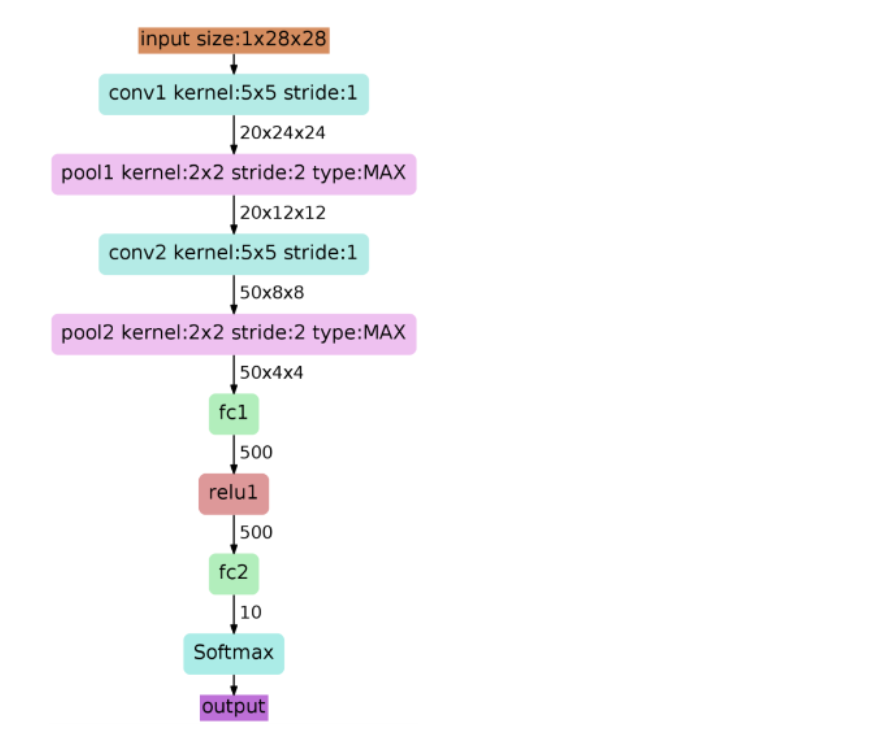 input size:1x28x28
conv1 kernel:5x5 stride:1
20x24x24
pool1 kernel:2x2 stride:2 type:MAX
20x12x12
conv2 kernel:5x5 stride:1
50x8x8
pool2 kernel:2x2 stride:2 type:MAX
50x4x4
fc1
500
relu1
500
fc2
10
Softmax
output